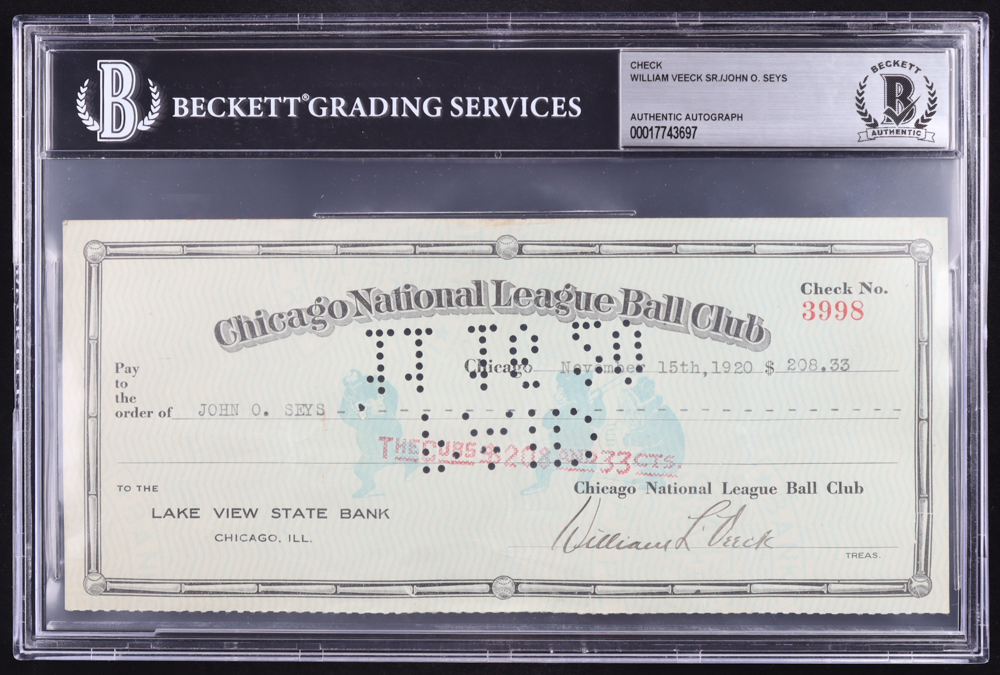 B BECKETT® GRADING SERVICES
CHECK
WILLIAM VEECK SR./JOHN O. SEYS
AUTHENTIC AUTOGRAPH
00017743697
BECKETT
B
AUTHENTIC
Chicago National League Ball Club
Check No.
3998
Chicago November 15th, 1920 $ 208.33
Pay
to
the
order of JOHN O. SEYS
THE CUBS $208 AND 33 CTS.
TO THE
LAKE VIEW STATE BANK
CHICAGO, ILL.
Chicago National League Ball Club
William L. Veeck
TREAS.